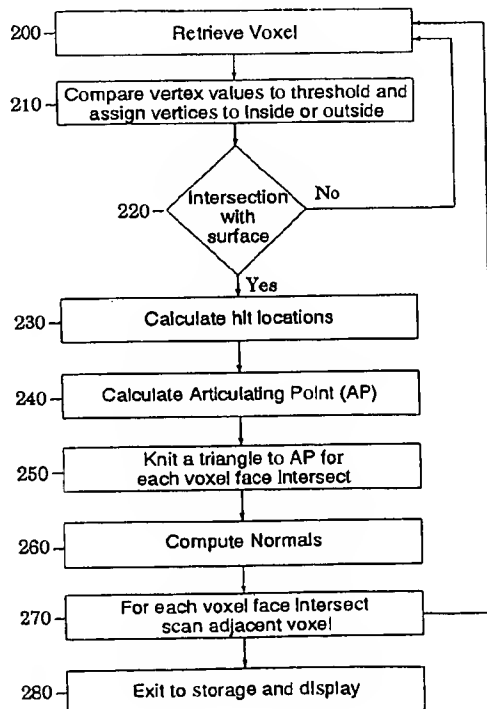 200
Retrieve Voxel
210
Compare vertex values to threshold and
assign vertices to inside or outside
220
Intersection
with
surface
No
Yes
230
Calculate hit locations
240
Calculate Articulating Point (AP)
250
Knit a triangle to AP for
each voxel face intersect
260
Compute Normals
270
For each voxel face Intersect
scan adjacent voxel
280
Exit to storage and display